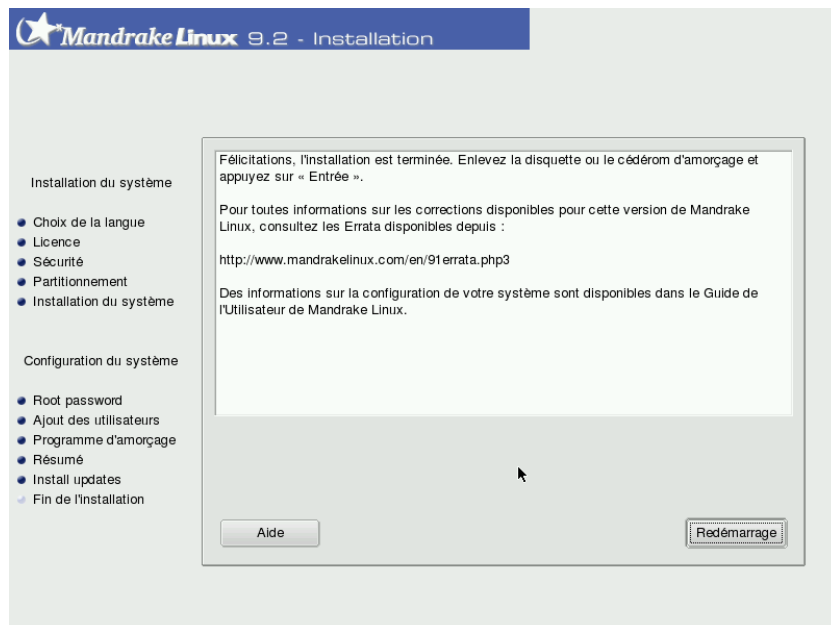 Mandrake Linux 9.2 - Installation
Installation du système
Choix de la langue
Licence
Sécurité
Partitionnement
Installation du système
Configuration du système
Root password
Ajout des utilisateurs
Programme d'amorçage
Résumé
Install updates
Fin de l'installation
Félicitations, l'installation est terminée. Enlevez la disquette ou le cédérom d'amorçage et
appuyez sur « Entrée ».
Pour toutes informations sur les corrections disponibles pour cette version de Mandrake
Linux, consultez les Errata disponibles depuis :
http://www.mandrakelinux.com/en/91errata.php3
Des informations sur la configuration de votre système sont disponibles dans le Guide de
l'Utilisateur de Mandrake Linux.
Aide
Redémarrage